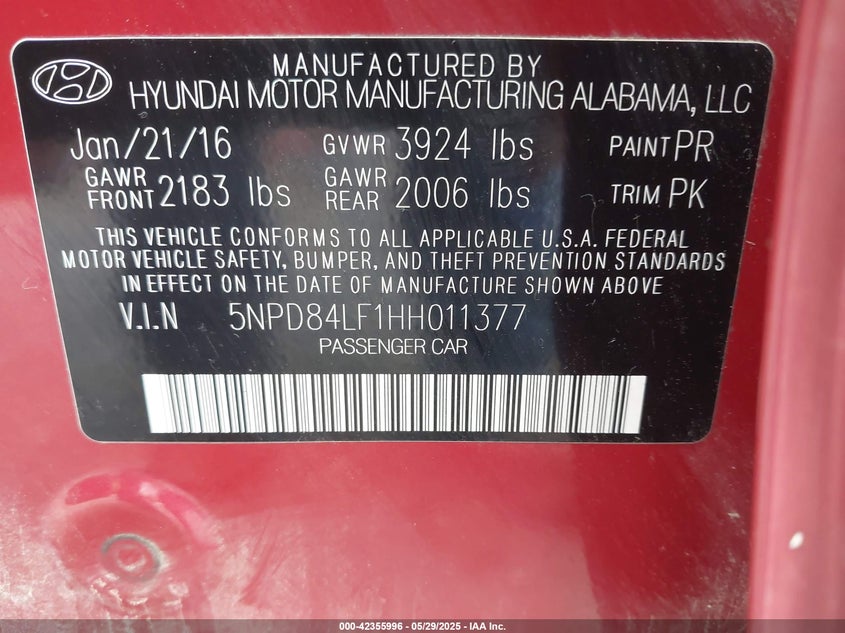 MANUFACTURED BY
HYUNDAI MOTOR MANUFACTURING ALABAMA, LLC
Jan/21/16 GVWR 3924 lbs PAINT PR
GAWR FRONT 2183 lbs GAWR REAR 2006 lbs TRIM PK
THIS VEHICLE CONFORMS TO ALL APPLICABLE U.S.A. FEDERAL
MOTOR VEHICLE SAFETY, BUMPER, AND THEFT PREVENTION STANDARDS
IN EFFECT ON THE DATE OF MANUFACTURE SHOWN ABOVE
V.I.N 5NPD84LF1HH011377
PASSENGER CAR
000-42355996 - 05/29/2025 - IAA Inc.